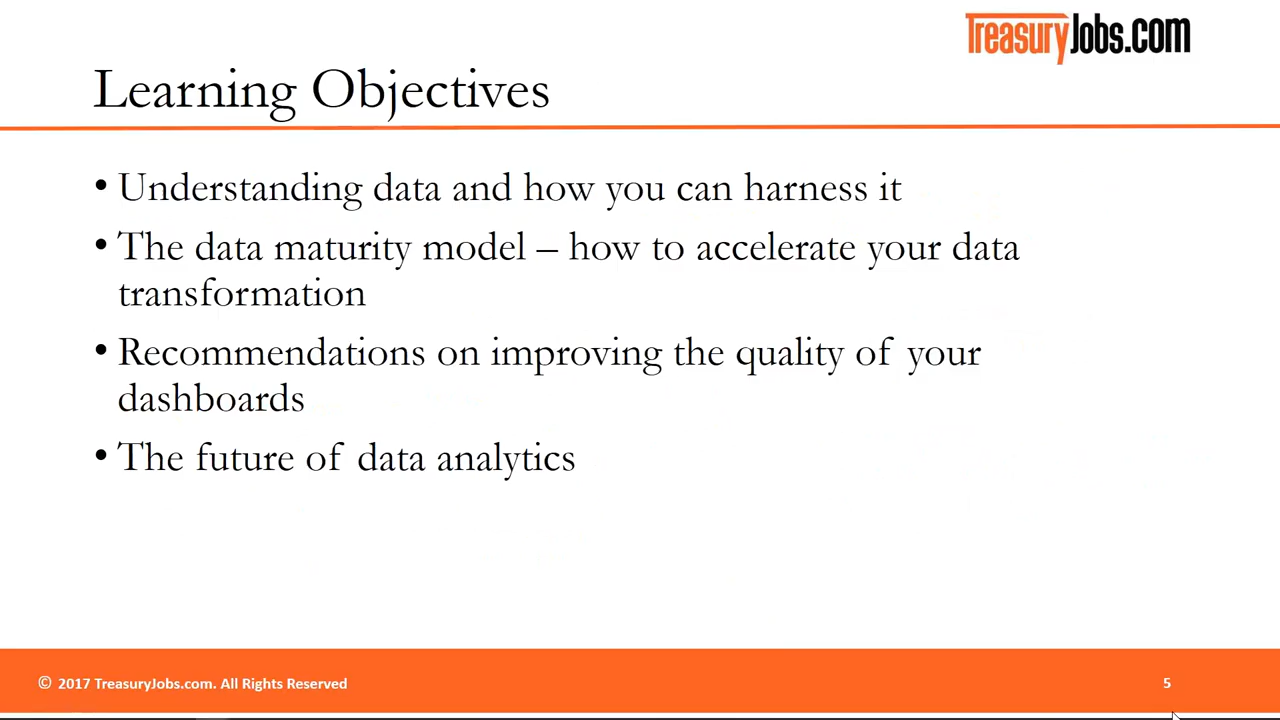 TreasuryJobs.com
Learning Objectives
• Understanding data and how you can harness it
• The data maturity model – how to accelerate your data
transformation
• Recommendations on improving the quality of your
dashboards
• The future of data analytics
© 2017 TreasuryJobs.com. All Rights Reserved
5